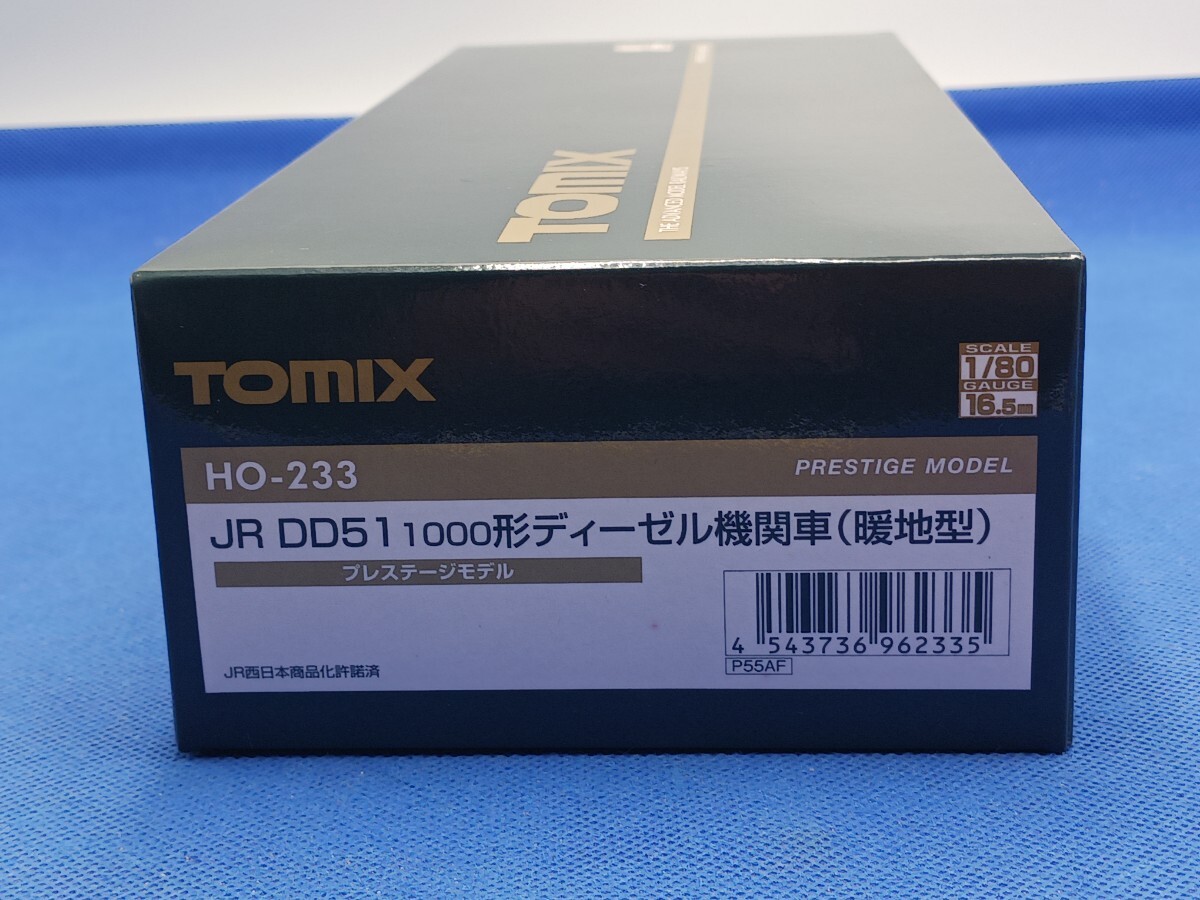 TOMIX
THE ADVANCED MODEL RAILWAYS
TOMIX
SCALE
1/80
GAUGE
16.5mm
HO-233
PRESTIGE MODEL
JR DD51 1000形ディーゼル機関車(暖地型)
プレステージモデル
4 543736 962335
P55AF
JR西日本商品化許諾済